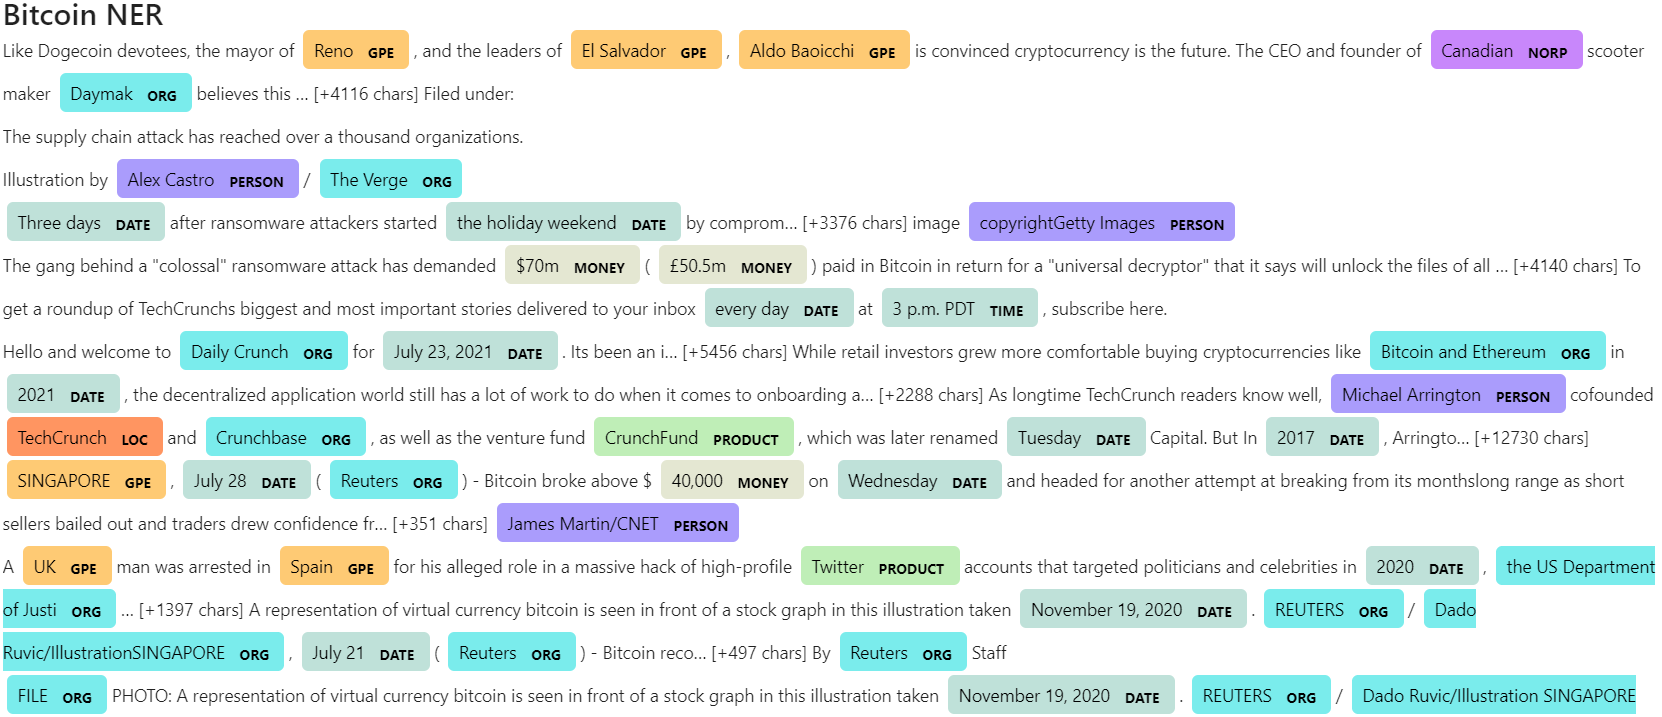 Bitcoin NER
Like Dogecoin devotees, the mayor of Reno GPE , and the leaders of El Salvador GPE , Aldo Baoicchi GPE is convinced cryptocurrency is the future. The CEO and founder of Canadian NORP scooter
maker Daymak ORG believes this … [+4116 chars] Filed under:
The supply chain attack has reached over a thousand organizations.
Illustration by Alex Castro PERSON / The Verge ORG
Three days DATE after ransomware attackers started the holiday weekend DATE by comprom… [+3376 chars] image copyrightGetty Images PERSON
The gang behind a "colossal" ransomware attack has demanded $70m MONEY ( £50.5m MONEY ) paid in Bitcoin in return for a "universal decryptor" that it says will unlock the files of all … [+4140 chars] To
get a roundup of TechCrunchs biggest and most important stories delivered to your inbox every day DATE at 3 p.m. PDT TIME , subscribe here.
Hello and welcome to Daily Crunch ORG for July 23, 2021 DATE . Its been an i… [+5456 chars] While retail investors grew more comfortable buying cryptocurrencies like Bitcoin and Ethereum ORG in
2021 DATE , the decentralized application world still has a lot of work to do when it comes to onboarding a… [+2288 chars] As longtime TechCrunch readers know well, Michael Arrington PERSON cofounded
TechCrunch LOC and Crunchbase ORG , as well as the venture fund CrunchFund PRODUCT , which was later renamed Tuesday DATE Capital. But In 2017 DATE , Arringto… [+12730 chars]
SINGAPORE GPE , July 28 DATE ( Reuters ORG ) - Bitcoin broke above $ 40,000 MONEY on Wednesday DATE and headed for another attempt at breaking from its monthslong range as short
sellers bailed out and traders drew confidence fr… [+351 chars] James Martin/CNET PERSON
A UK GPE man was arrested in Spain GPE for his alleged role in a massive hack of high-profile Twitter PRODUCT accounts that targeted politicians and celebrities in 2020 DATE , the US Department
of Justi ORG … [+1397 chars] A representation of virtual currency bitcoin is seen in front of a stock graph in this illustration taken November 19, 2020 DATE . REUTERS ORG / Dado
Ruvic/IllustrationSINGAPORE ORG , July 21 DATE ( Reuters ORG ) - Bitcoin reco… [+497 chars] By Reuters ORG Staff
FILE ORG PHOTO: A representation of virtual currency bitcoin is seen in front of a stock graph in this illustration taken November 19, 2020 DATE . REUTERS ORG / Dado Ruvic/Illustration SINGAPORE